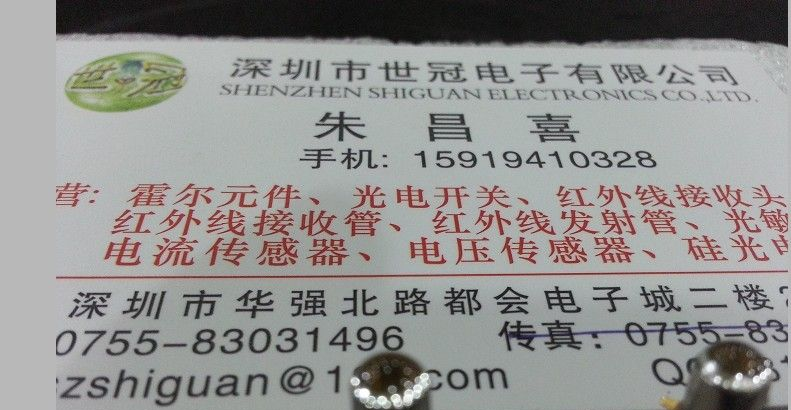 世冠
深圳市世冠电子有限公司
SHENZHEN SHIGUAN ELECTRONICS CO.,LTD.
朱昌喜
手机: 15919410328
营: 霍尔元件、光电开关、红外线接收头
红外线接收管、红外线发射管、光敏
电流传感器、电压传感器、硅光电
深圳市华强北路都会电子城二楼
0755-83031496 传真: 0755-83
zshiguan@1 com